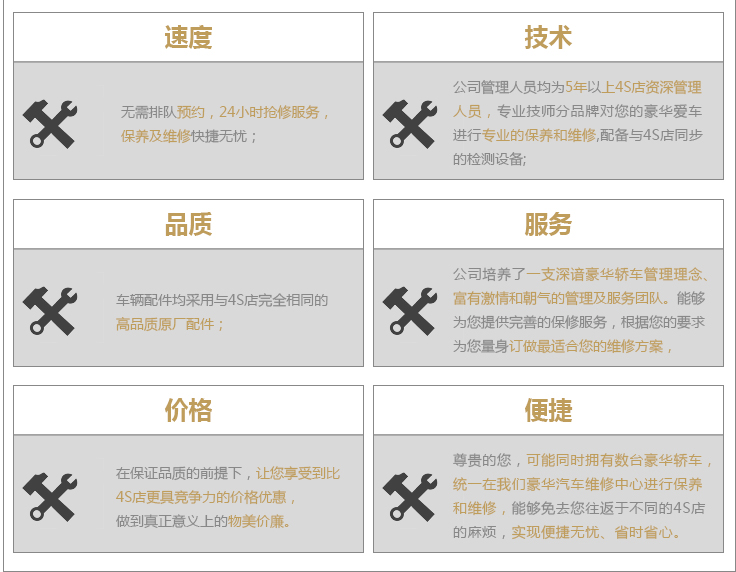 速度
无需排队预约，24小时抢修服务，
保养及维修快捷无忧；
技术
公司管理人员均为5年以上4S店资深管理
人员，专业技师分品牌对您的豪华爱车
进行专业的保养和维修,配备与4S店同步
的检测设备;
品质
车辆配件均采用与4S店完全相同的
高品质原厂配件；
服务
公司培养了一支深谙豪华轿车管理理念、
富有激情和朝气的管理及服务团队。能够
为您提供完善的保修服务，根据您的要求
为您量身订做最适合您的维修方案，
价格
在保证品质的前提下，让您享受到比
4S店更具竞争力的价格优惠，
做到真正意义上的物美价廉。
便捷
尊贵的您，可能同时拥有数台豪华轿车，
统一在我们豪华汽车维修中心进行保养
和维修，能够免去您往返于不同的4S店
的麻烦，实现便捷无忧、省时省心。